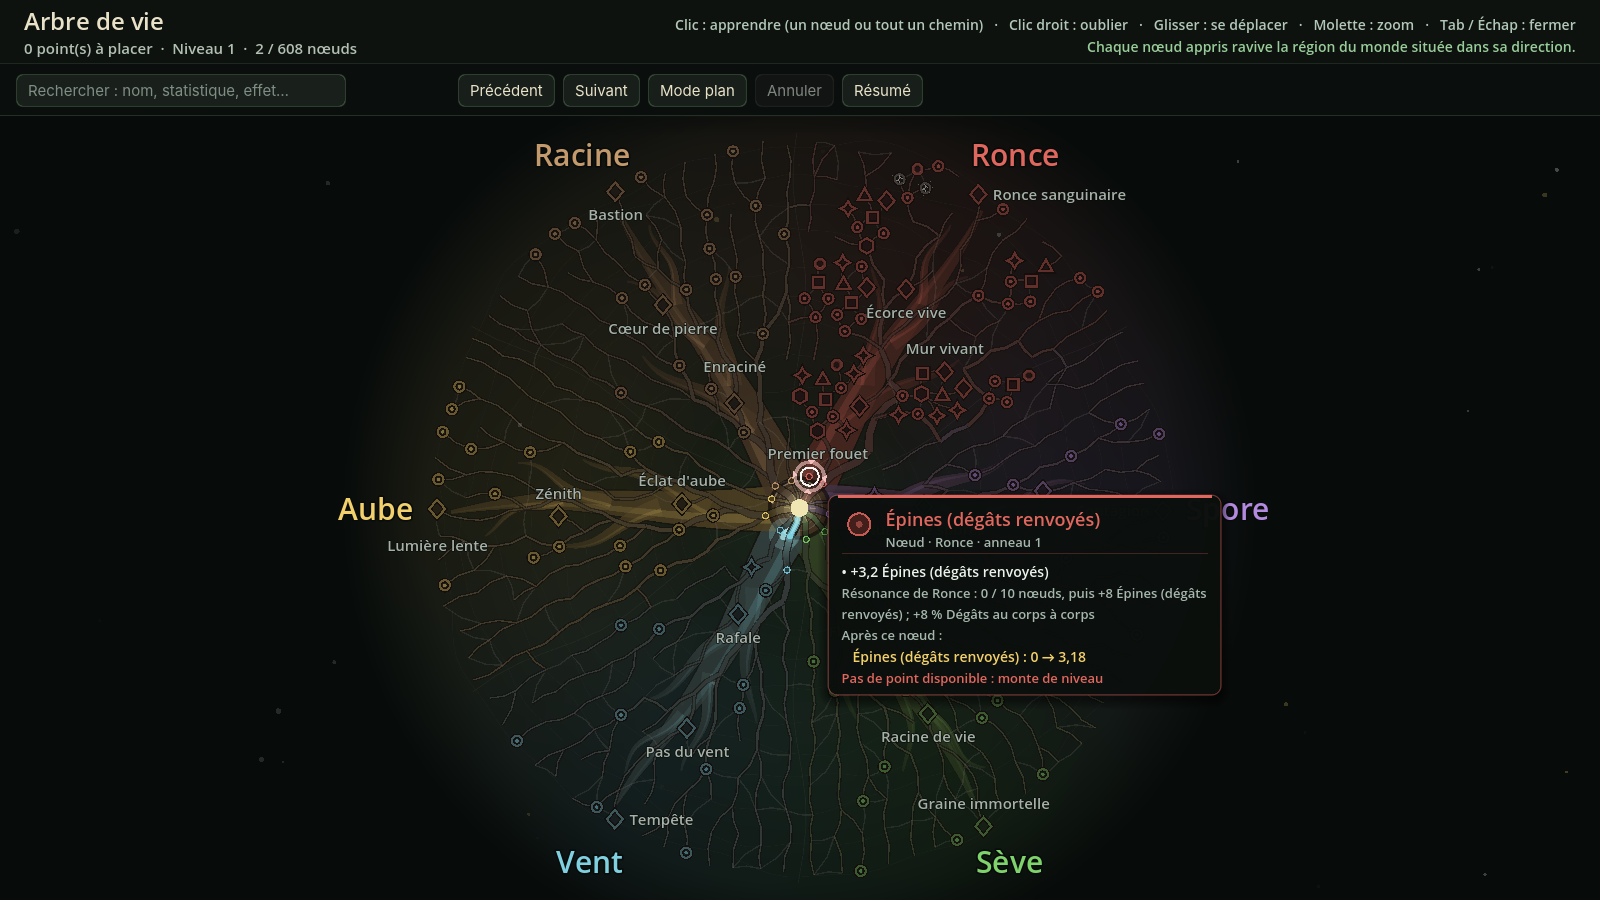 Arbre de vie
0 point(s) à placer · Niveau 1 · 2 / 608 nœuds
Clic : apprendre (un nœud ou tout un chemin) · Clic droit : oublier · Glisser : se déplacer · Molette : zoom · Tab / Échap : fermer
Chaque nœud appris ravive la région du monde située dans sa direction.
Rechercher : nom, statistique, effet...
Précédent
Suivant
Mode plan
Annuler
Résumé
Racine
Ronce
Ronce sanguinaire
Bastion
Écorce vive
Cœur de pierre
Mur vivant
Enraciné
Premier fouet
Éclat d'aube
Zénith
Aube
ore
Lumière lente
Épines (dégâts renvoyés)
Nœud · Ronce · anneau 1
• +3,2 Épines (dégâts renvoyés)
Résonance de Ronce : 0 / 10 nœuds, puis +8 Épines (dégâts
renvoyés) ; +8 % Dégâts au corps à corps
Après ce nœud :
Épines (dégâts renvoyés) : 0 → 3,18
Pas de point disponible : monte de niveau
Rafale
Racine de vie
Pas du vent
Graine immortelle
Tempête
Vent
Sève